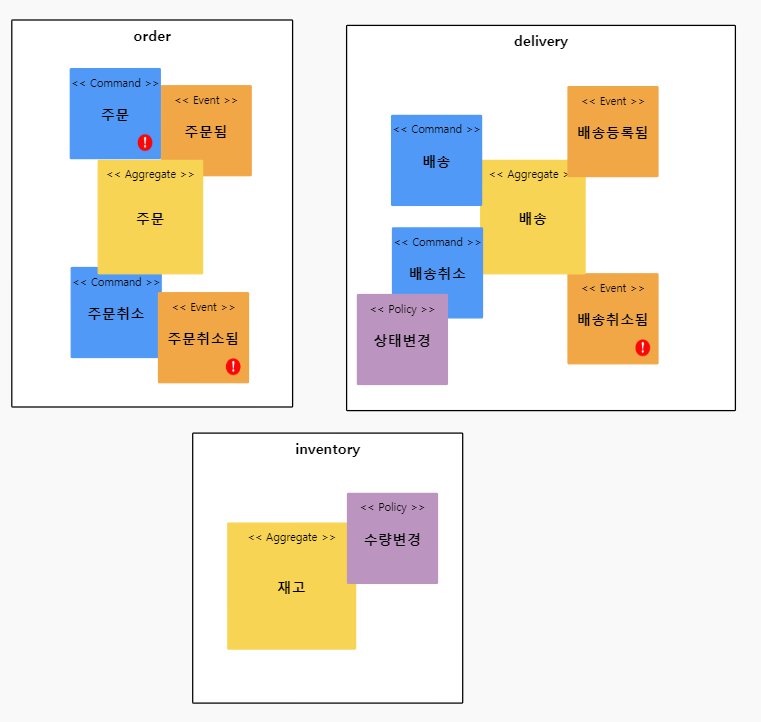 order
<< Command >>
주문
<< Event >>
주문됨
<< Aggregate >>
주문
<< Command >>
주문취소
<< Event >>
주문취소됨
delivery
<< Command >>
배송
<< Event >>
배송등록됨
<< Aggregate >
배송
<< Command >>
배송취소
<< Policy >>
상태변경
<< Event >>
배송취소됨
inventory
<< Aggregate >>
재고
<< Policy >>
수량변경